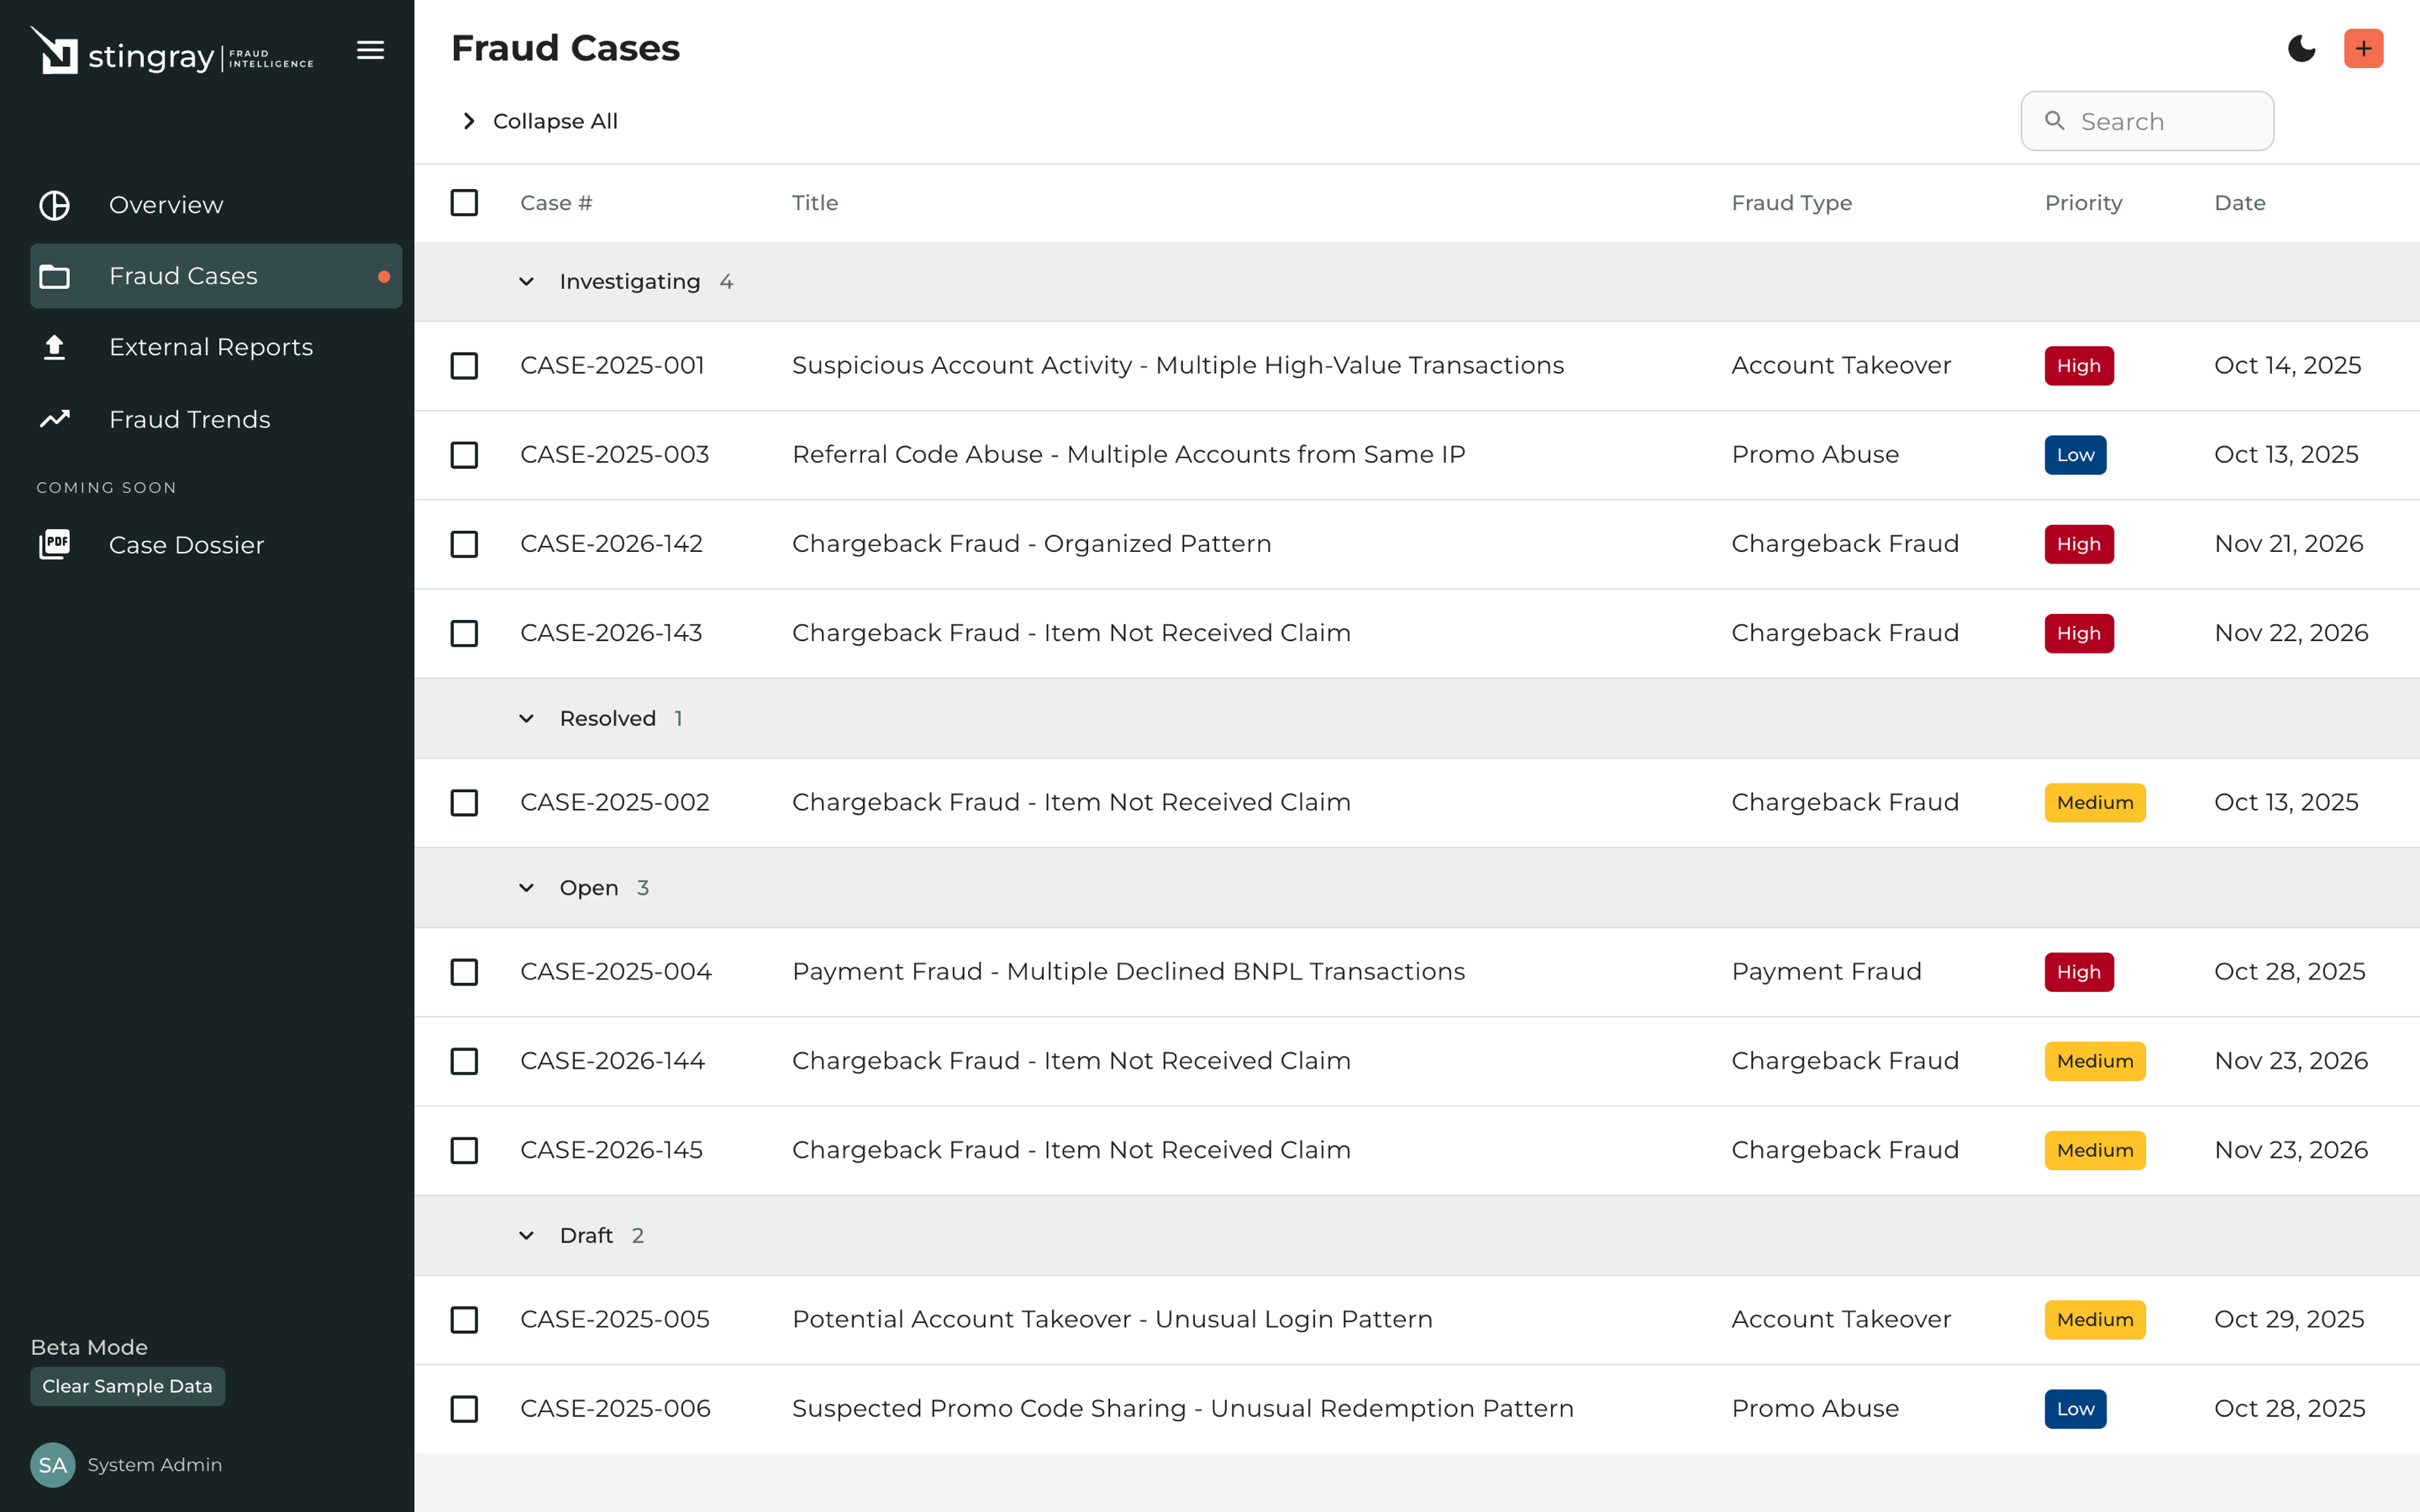 stingray FRAUD INTELLIGENCE
Overview
Fraud Cases
External Reports
Fraud Trends
COMING SOON
PDF Case Dossier
Beta Mode
Clear Sample Data
SA System Admin
Fraud Cases
Collapse All
Search
Case # Title Fraud Type Priority Date
Investigating 4
CASE-2025-001 Suspicious Account Activity - Multiple High-Value Transactions Account Takeover High Oct 14, 2025
CASE-2025-003 Referral Code Abuse - Multiple Accounts from Same IP Promo Abuse Low Oct 13, 2025
CASE-2026-142 Chargeback Fraud - Organized Pattern Chargeback Fraud High Nov 21, 2026
CASE-2026-143 Chargeback Fraud - Item Not Received Claim Chargeback Fraud High Nov 22, 2026
Resolved 1
CASE-2025-002 Chargeback Fraud - Item Not Received Claim Chargeback Fraud Medium Oct 13, 2025
Open 3
CASE-2025-004 Payment Fraud - Multiple Declined BNPL Transactions Payment Fraud High Oct 28, 2025
CASE-2026-144 Chargeback Fraud - Item Not Received Claim Chargeback Fraud Medium Nov 23, 2026
CASE-2026-145 Chargeback Fraud - Item Not Received Claim Chargeback Fraud Medium Nov 23, 2026
Draft 2
CASE-2025-005 Potential Account Takeover - Unusual Login Pattern Account Takeover Medium Oct 29, 2025
CASE-2025-006 Suspected Promo Code Sharing - Unusual Redemption Pattern Promo Abuse Low Oct 28, 2025